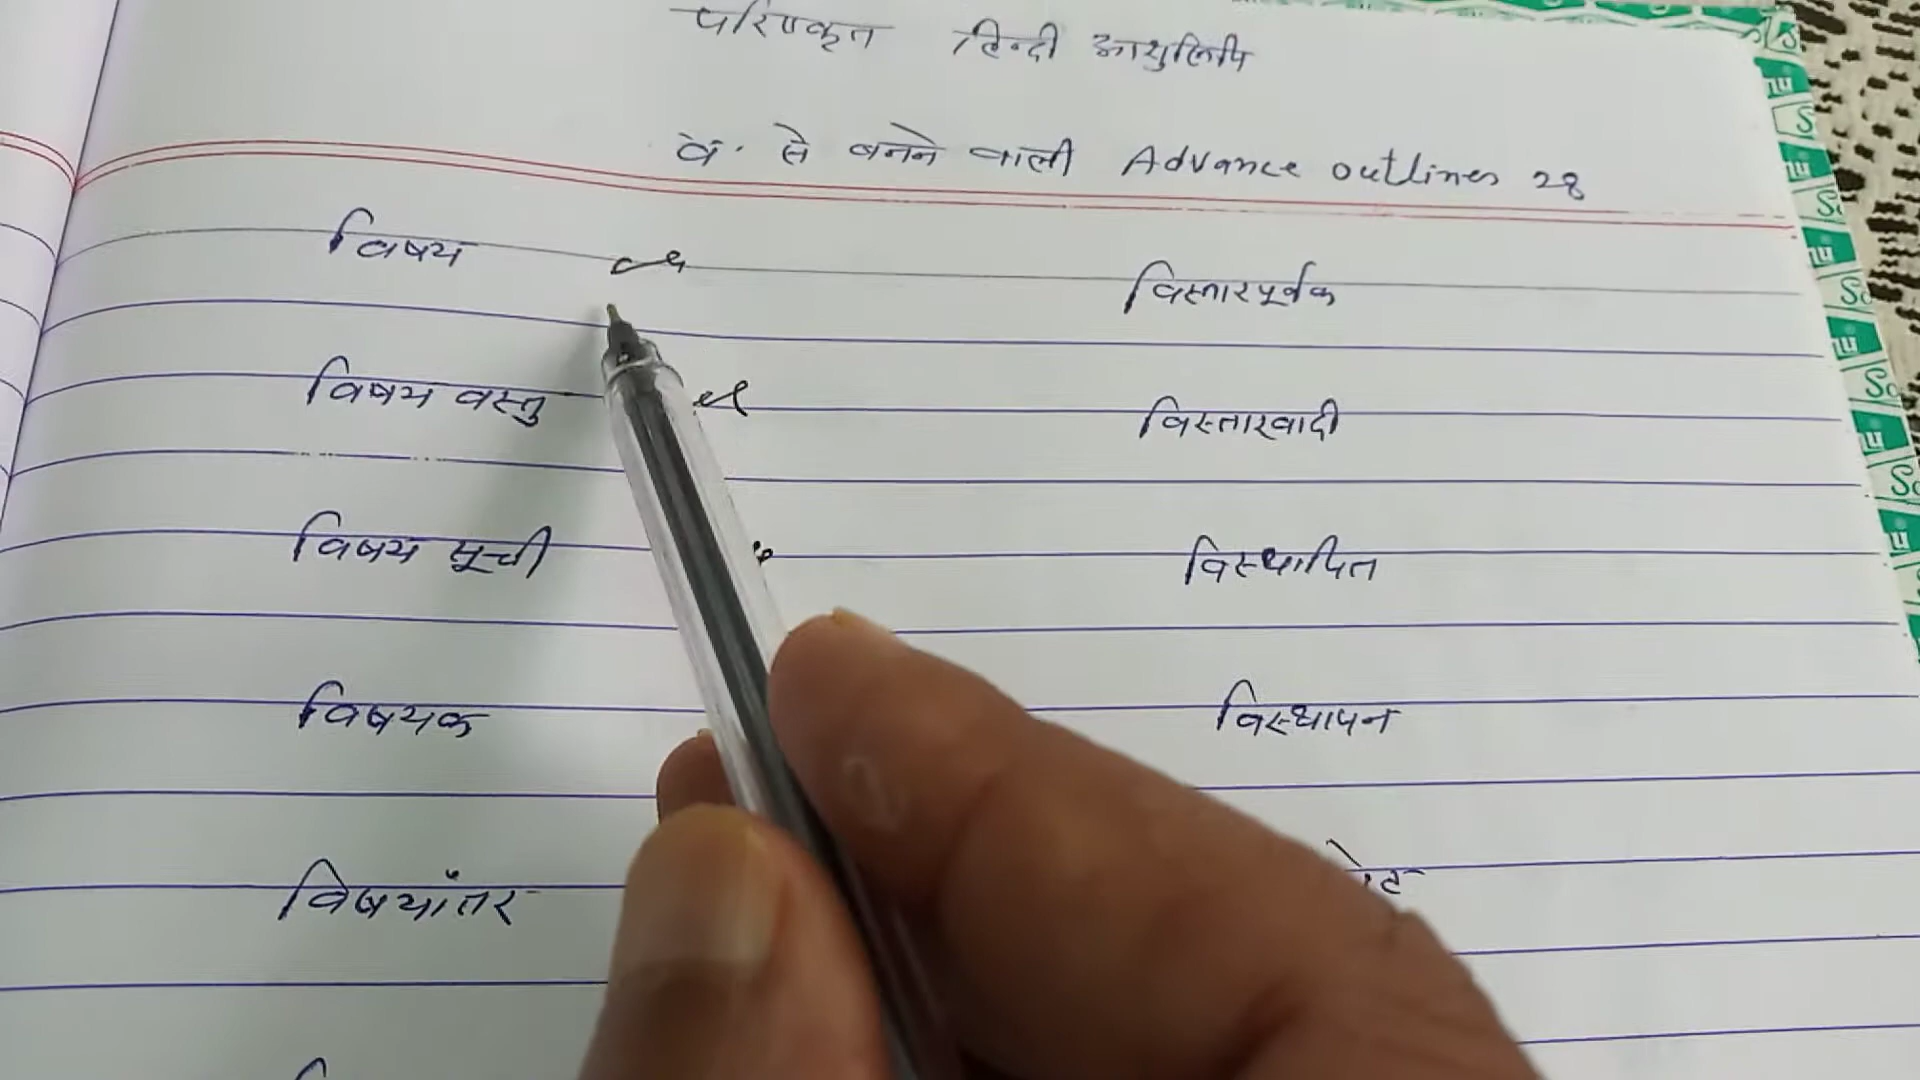 परिष्कृत हिन्दी आशुलिपि
व. से बनने वाली Advance outlines 28
विषय
विस्तारपूर्वक
विषय वस्तु
विस्तारवादी
विषय सूची
विस्थापित
विषयक
विस्थापन
विषयाँतर